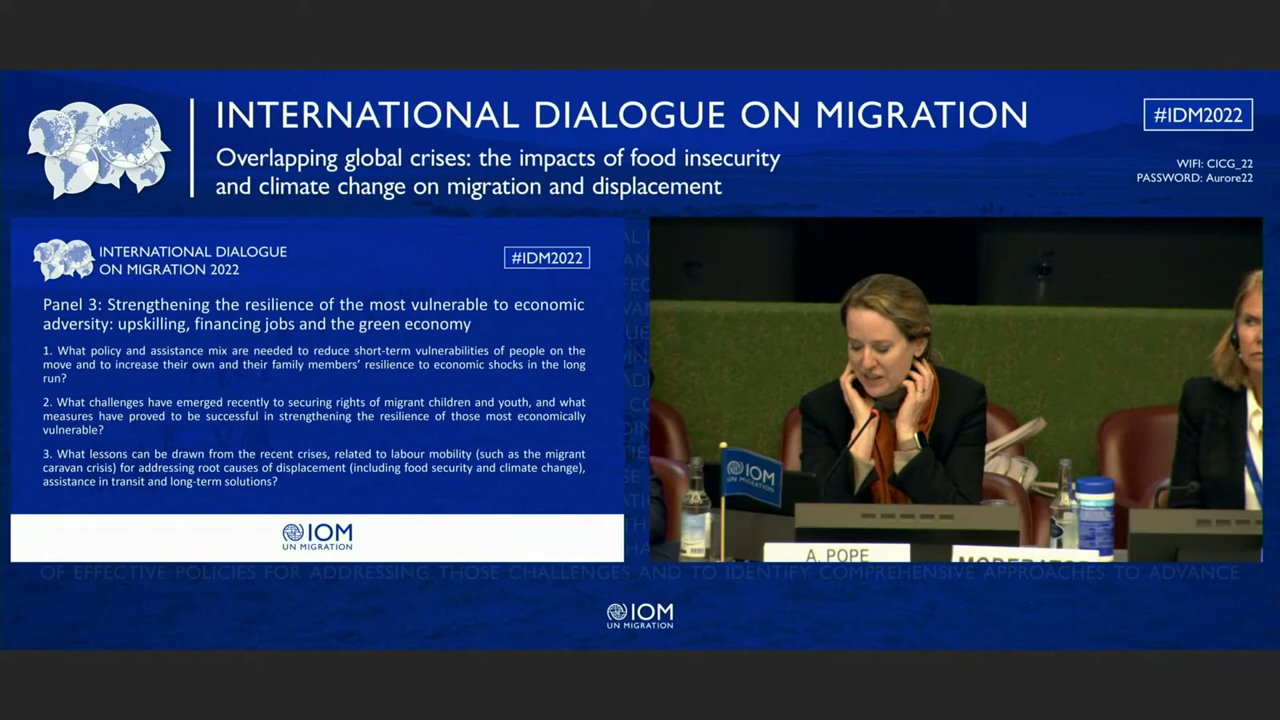 INTERNATIONAL DIALOGUE ON MIGRATION
Overlapping global crises: the impacts of food insecurity
and climate change on migration and displacement
#IDM2022
WIFI: CICG_22
PASSWORD: Aurore22
INTERNATIONAL DIALOGUE
ON MIGRATION 2022
#IDM2022
Panel 3: Strengthening the resilience of the most vulnerable to economic
adversity: upskilling, financing jobs and the green economy
1. What policy and assistance mix are needed to reduce short-term vulnerabilities of people on the
move and to increase their own and their family members’ resilience to economic shocks in the long
run?
2. What challenges have emerged recently to securing rights of migrant children and youth, and what
measures have proved to be successful in strengthening the resilience of those most economically
vulnerable?
3. What lessons can be drawn from the recent crises, related to labour mobility (such as the migrant
caravan crisis) for addressing root causes of displacement (including food security and climate change),
assistance in transit and long-term solutions?
IOM
UN MIGRATION
IOM
UN MIGRATION
A. POPE
MODERATOR
OF EFFECTIVE POLICIES FOR ADDRESSING THOSE CHALLENGES AND TO IDENTIFY COMPREHENSIVE APPROACHES TO ADVANCE
IOM
UN MIGRATION